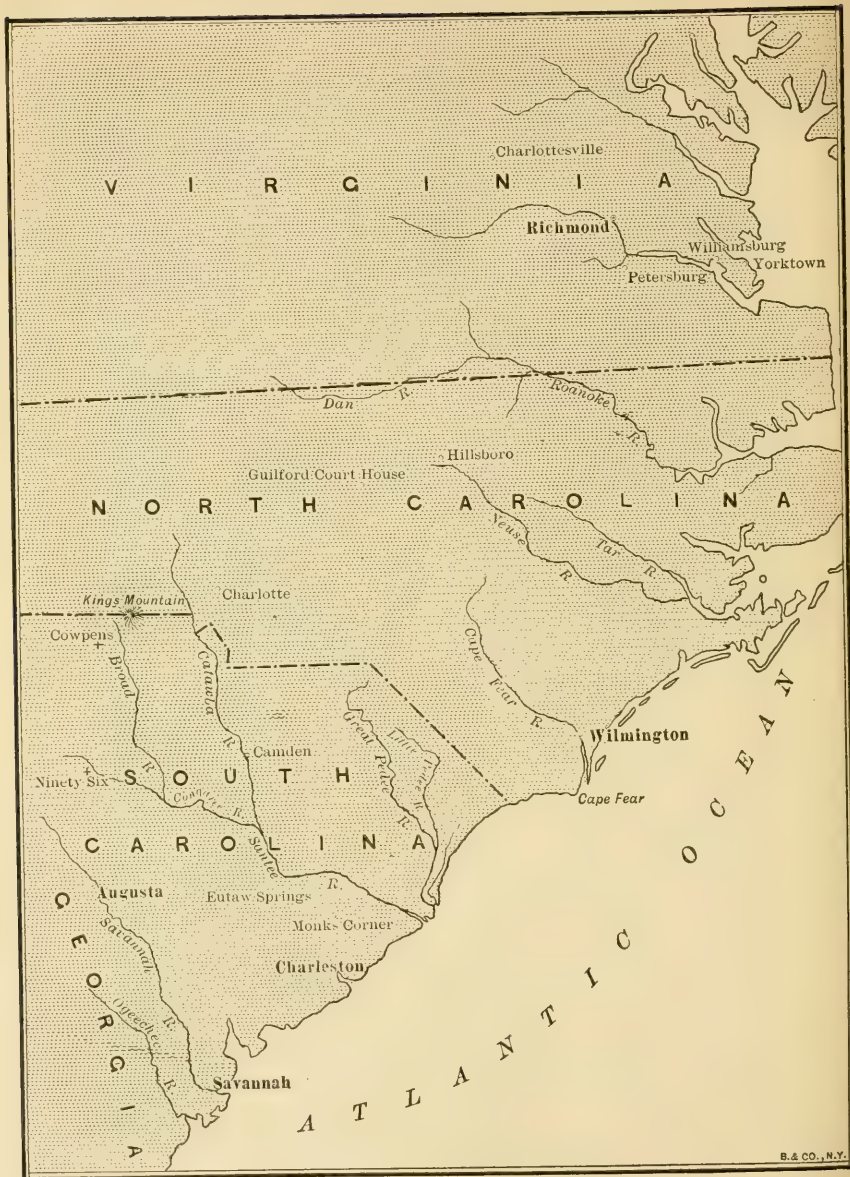 Charlottesville
VIRGINIA
Richmond
Williamsburg
Yorktown
Petersburg
Dan R.
Roanoke R.
Hillsboro
Guilford Court House
NORTH CAROLINA
Neuse R.
Tar R.
Kings Mountain
Charlotte
Cowpens
Broad R.
Catawba R.
Cape Fear R.
Great Pedee R.
Little Pedee R.
Wilmington
Camden
Ninety Six
SOUTH
Cape Fear
Congaree R.
CAROLINA
Santee R.
Augusta
Eutaw Springs
Monks Corner
GEORGIA
Savannah R.
Charleston
Ogeechee R.
Savannah
ATLANTIC OCEAN
B. & CO., N.Y.